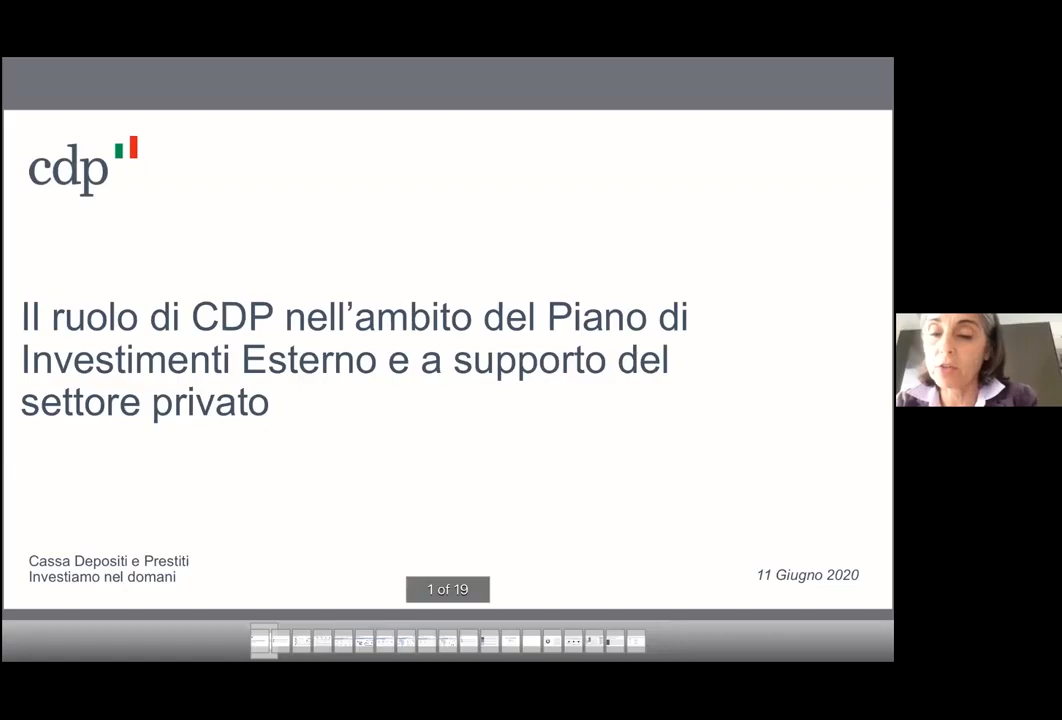 cdp
Il ruolo di CDP nell’ambito del Piano di
Investimenti Esterno e a supporto del
settore privato
Cassa Depositi e Prestiti
Investiamo nel domani
11 Giugno 2020
1 of 19